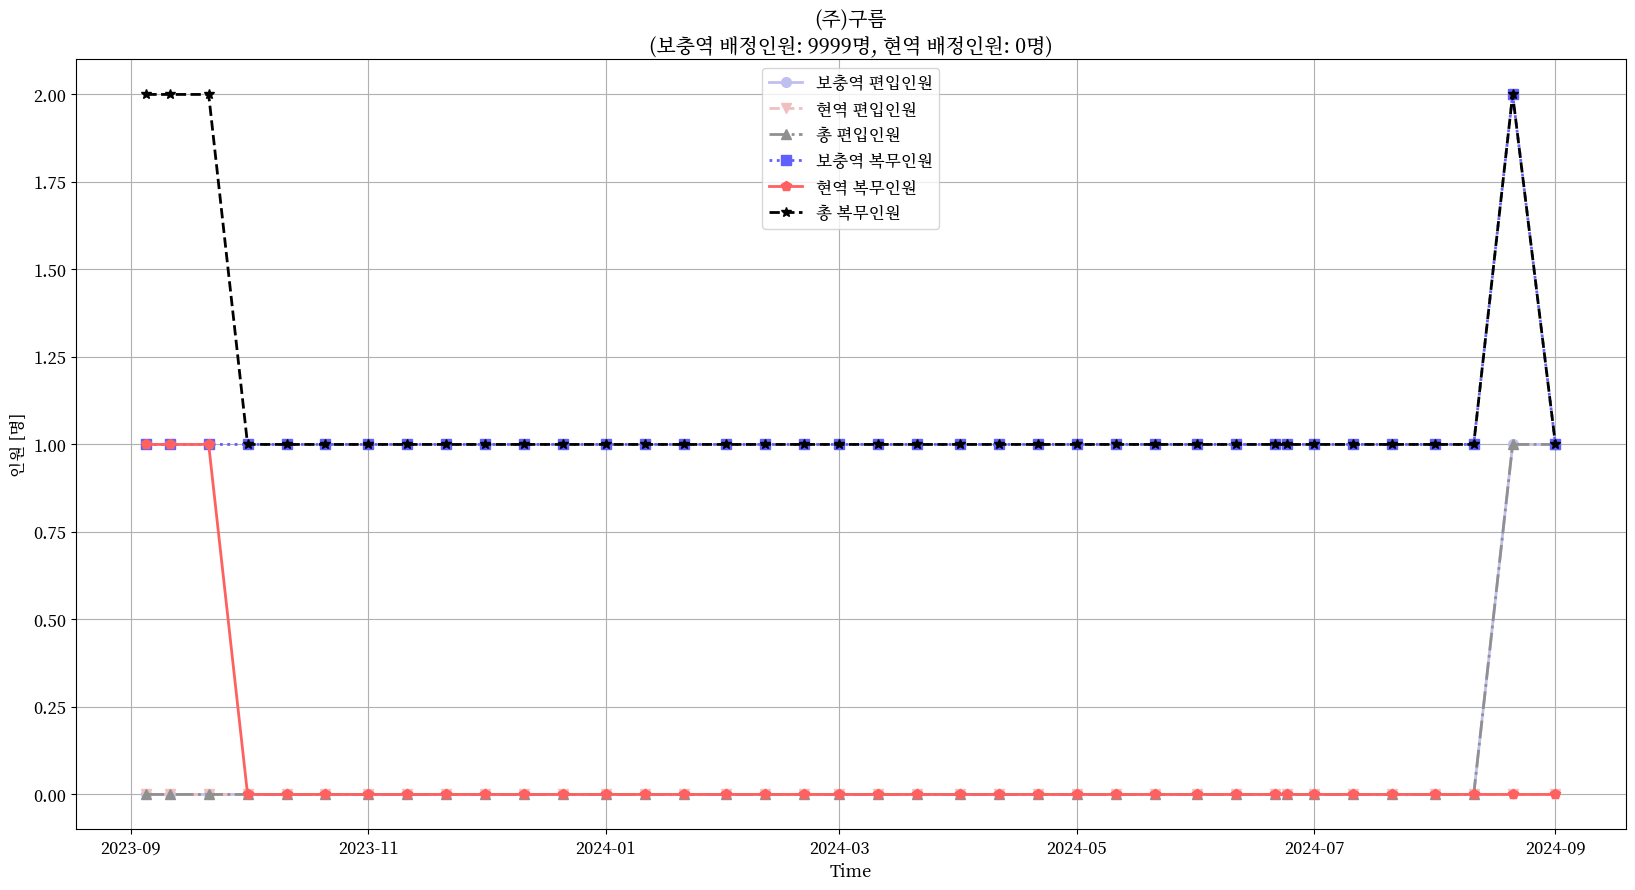 (주)구름
(보충역 배정인원: 9999명, 현역 배정인원: 0명)
보충역 편입인원
현역 편입인원
총 편입인원
보충역 복무인원
현역 복무인원
총 복무인원
인원 [명]
2.00
1.75
1.50
1.25
1.00
0.75
0.50
0.25
0.00
2023-09 2023-11 2024-01 2024-03 2024-05 2024-07 2024-09
Time